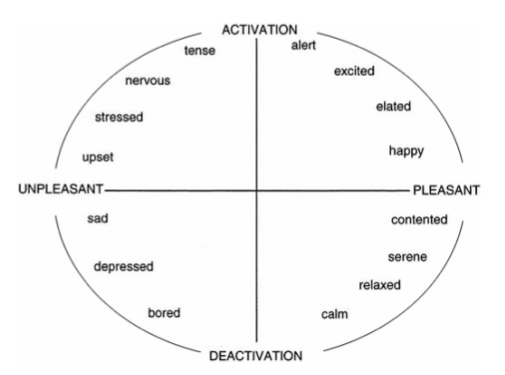 ACTIVATION
tense
alert
nervous
excited
stressed
elated
upset
happy
UNPLEASANT
PLEASANT
sad
contented
depressed
serene
relaxed
bored
calm
DEACTIVATION